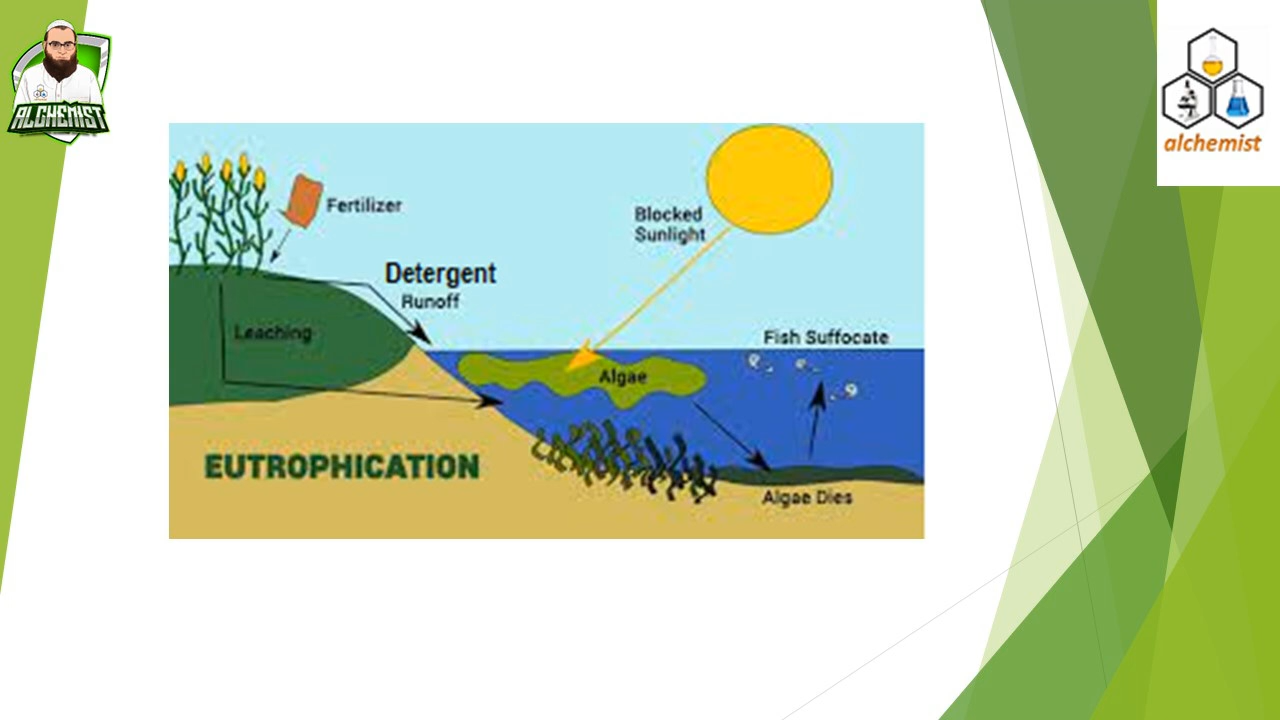 ALCHEMIST
alchemist
Fertilizer
Blocked
Sunlight
Detergent
Runoff
Leaching
Fish Suffocate
Algae
EUTROPHICATION
Algae Dies